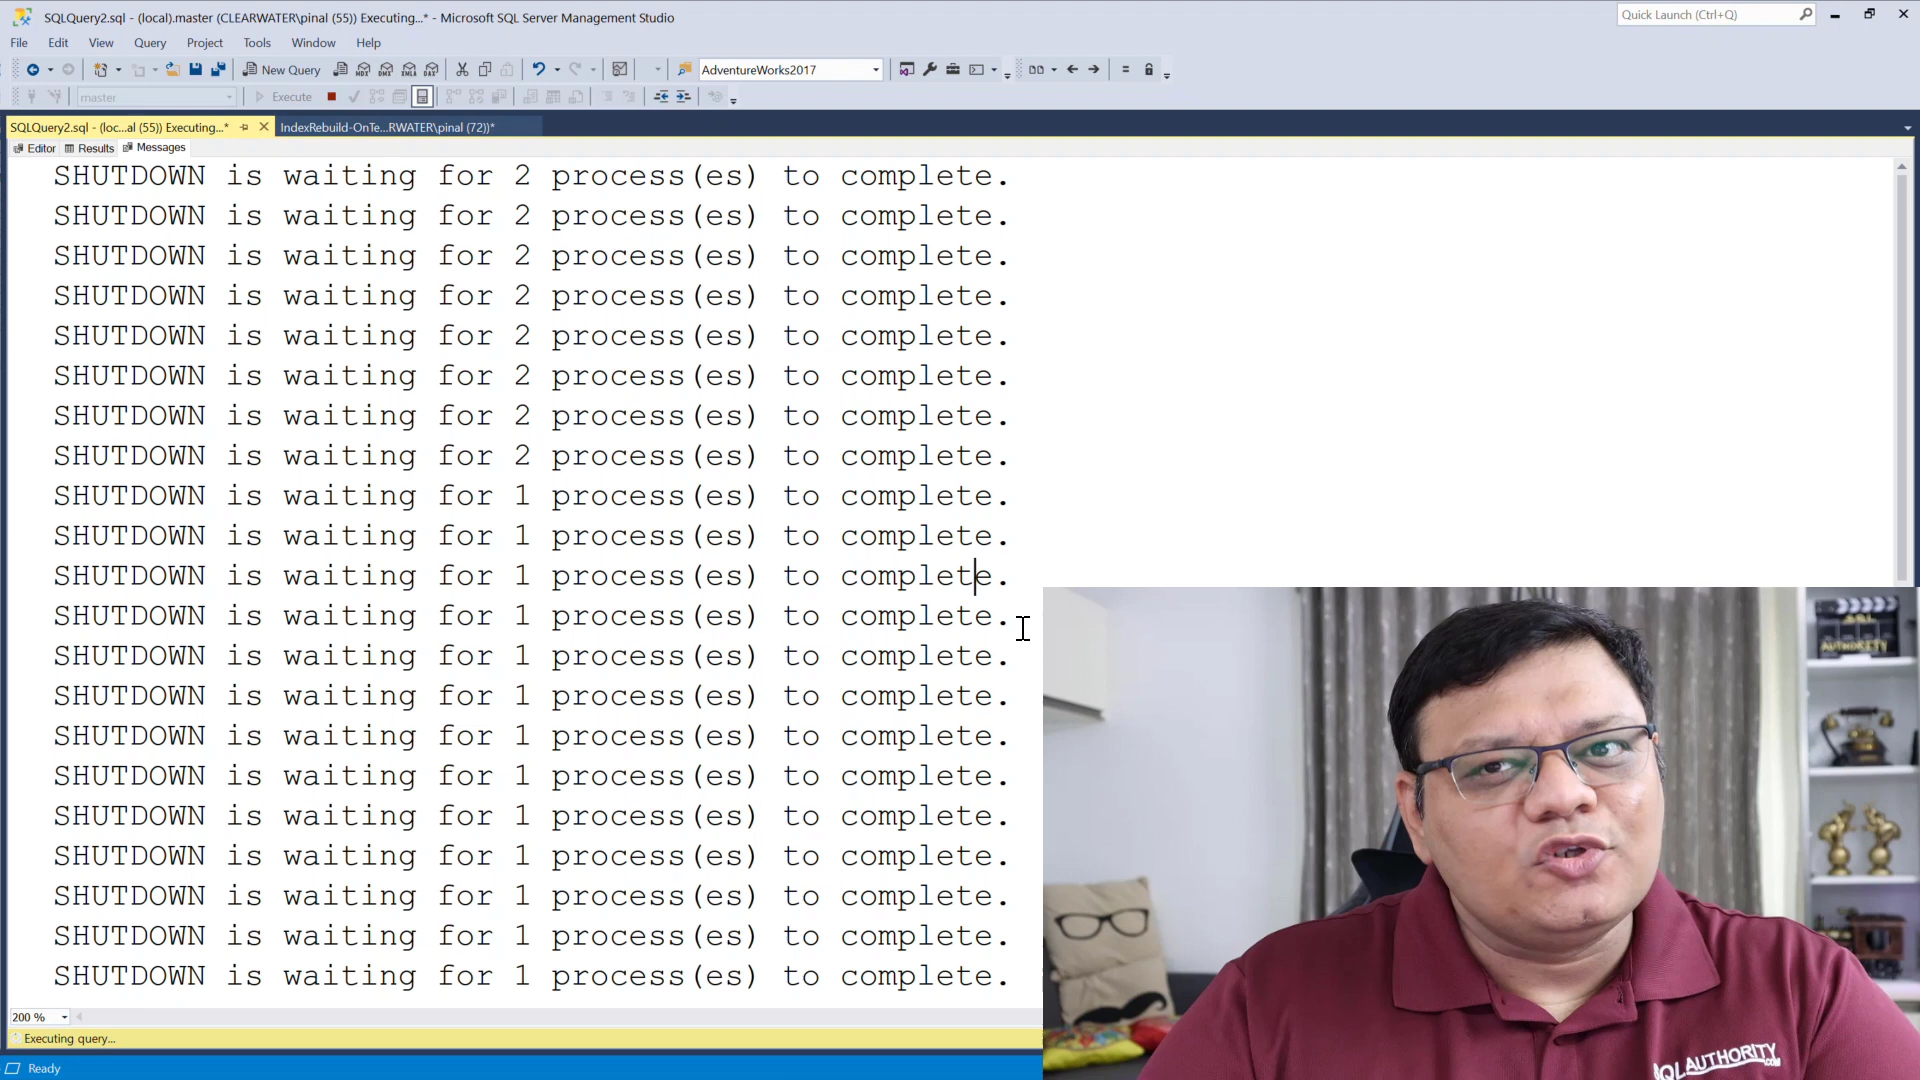 SQLQuery2.sql - (local).master (CLEARWATER\pinal (55)) Executing...* - Microsoft SQL Server Management Studio
Quick Launch (Ctrl+Q)
File Edit View Query Project Tools Window Help
New Query
MDX DMX XMLA DAX
AdventureWorks2017
master
Execute
SQLQuery2.sql - (loc...al (55)) Executing...*
IndexRebuild-OnTe...RWATER\pinal (72))*
Editor Results Messages
SHUTDOWN is waiting for 2 process(es) to complete.
SHUTDOWN is waiting for 2 process(es) to complete.
SHUTDOWN is waiting for 2 process(es) to complete.
SHUTDOWN is waiting for 2 process(es) to complete.
SHUTDOWN is waiting for 2 process(es) to complete.
SHUTDOWN is waiting for 2 process(es) to complete.
SHUTDOWN is waiting for 2 process(es) to complete.
SHUTDOWN is waiting for 2 process(es) to complete.
SHUTDOWN is waiting for 1 process(es) to complete.
SHUTDOWN is waiting for 1 process(es) to complete.
SHUTDOWN is waiting for 1 process(es) to complete.
SHUTDOWN is waiting for 1 process(es) to complete.
SHUTDOWN is waiting for 1 process(es) to complete.
SHUTDOWN is waiting for 1 process(es) to complete.
SHUTDOWN is waiting for 1 process(es) to complete.
SHUTDOWN is waiting for 1 process(es) to complete.
SHUTDOWN is waiting for 1 process(es) to complete.
SHUTDOWN is waiting for 1 process(es) to complete.
SHUTDOWN is waiting for 1 process(es) to complete.
SHUTDOWN is waiting for 1 process(es) to complete.
SHUTDOWN is waiting for 1 process(es) to complete.
SQL
AUTHORITY
200 %
Executing query...
Ready
SQLAUTHORITY
.COM